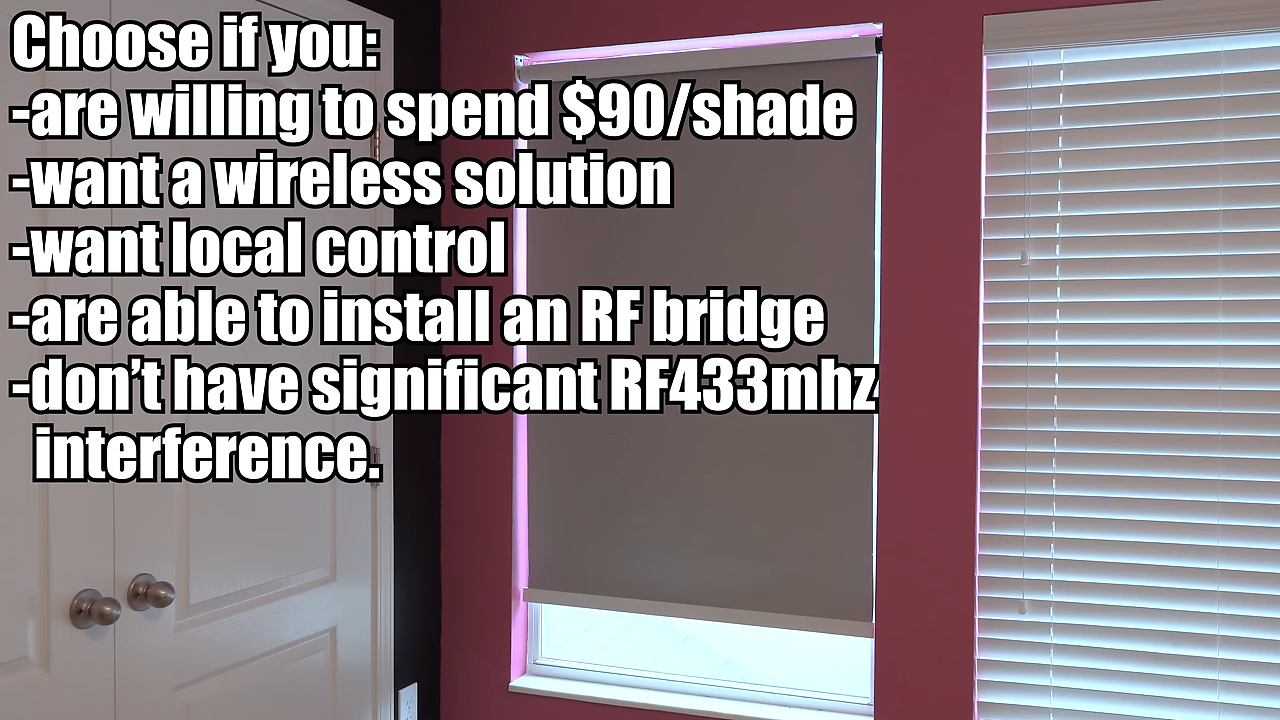 Choose if you:
-are willing to spend $90/shade
-want a wireless solution
-want local control
-are able to install an RF bridge
-don’t have significant RF433mhz
interference.